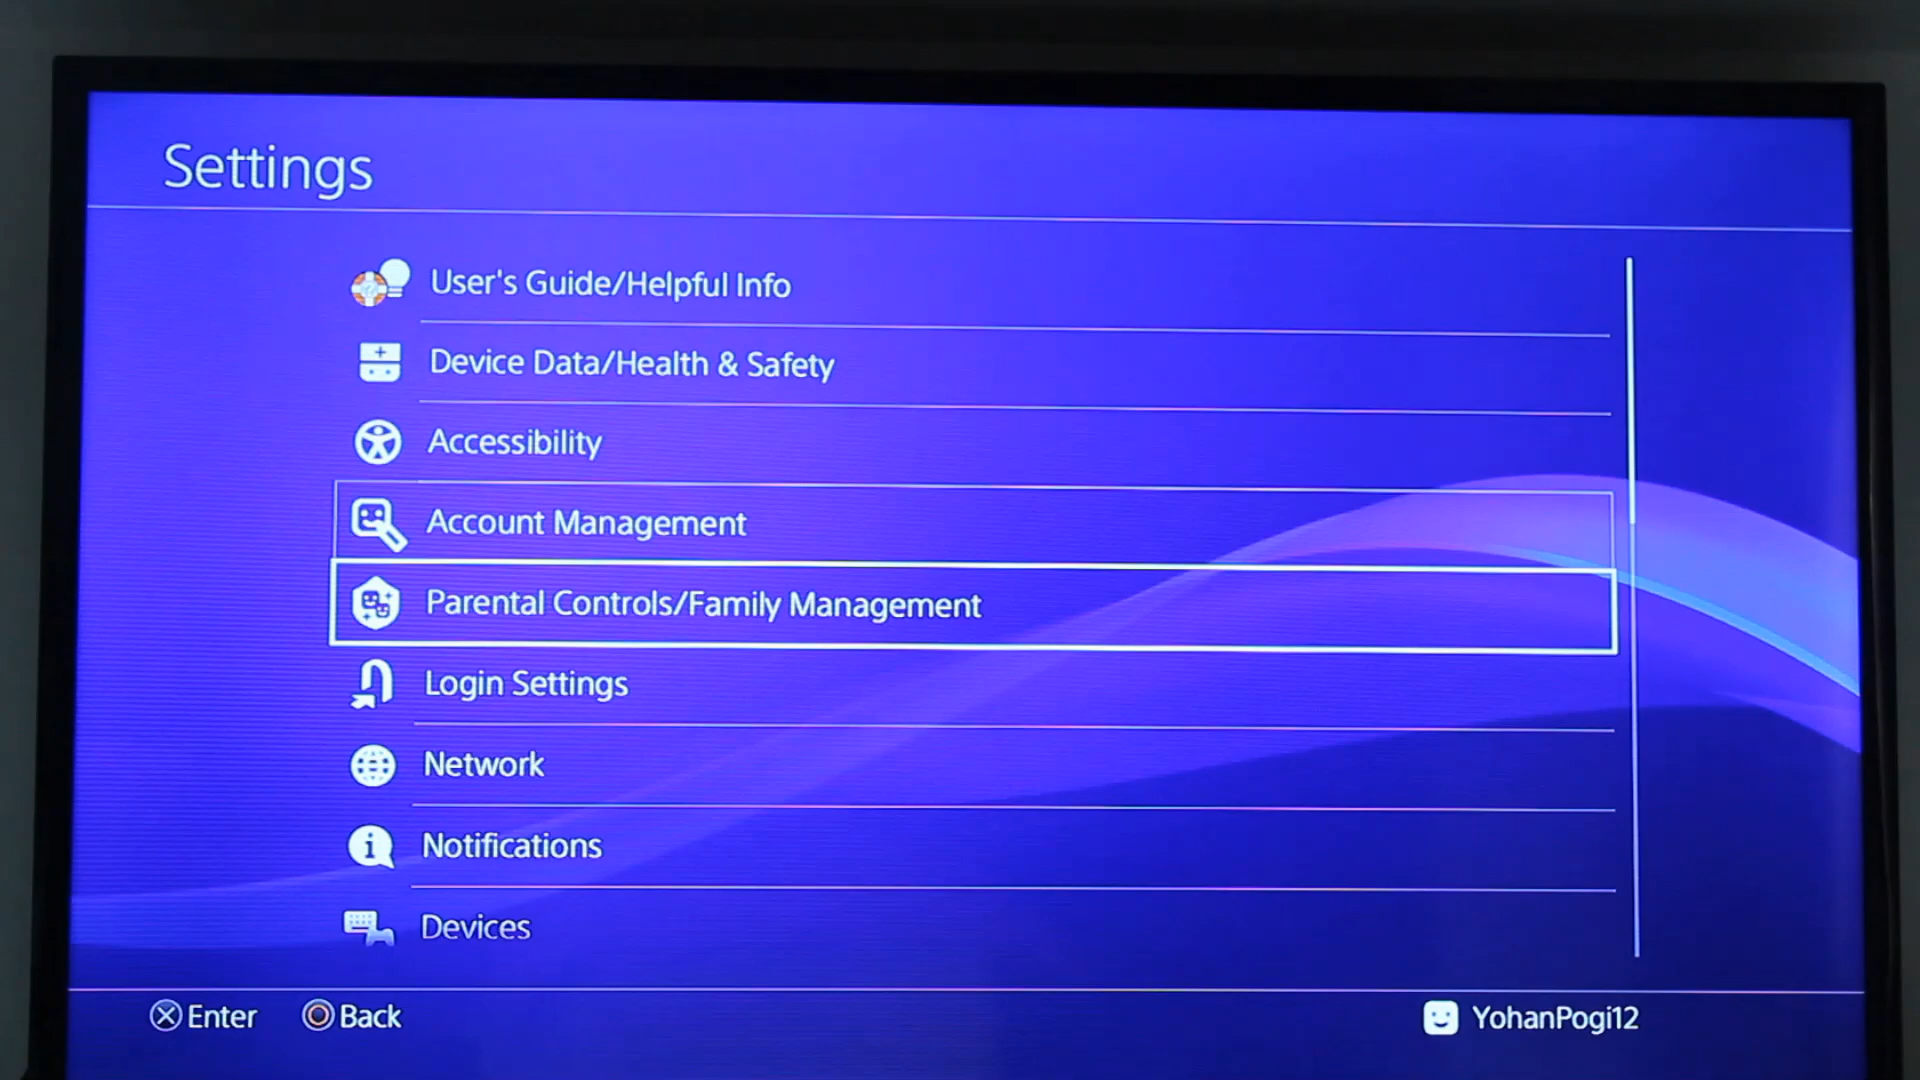 Settings
User's Guide/Helpful Info
Device Data/Health & Safety
Accessibility
Account Management
Parental Controls/Family Management
Login Settings
Network
Notifications
Devices
Enter
Back
YohanPogi12